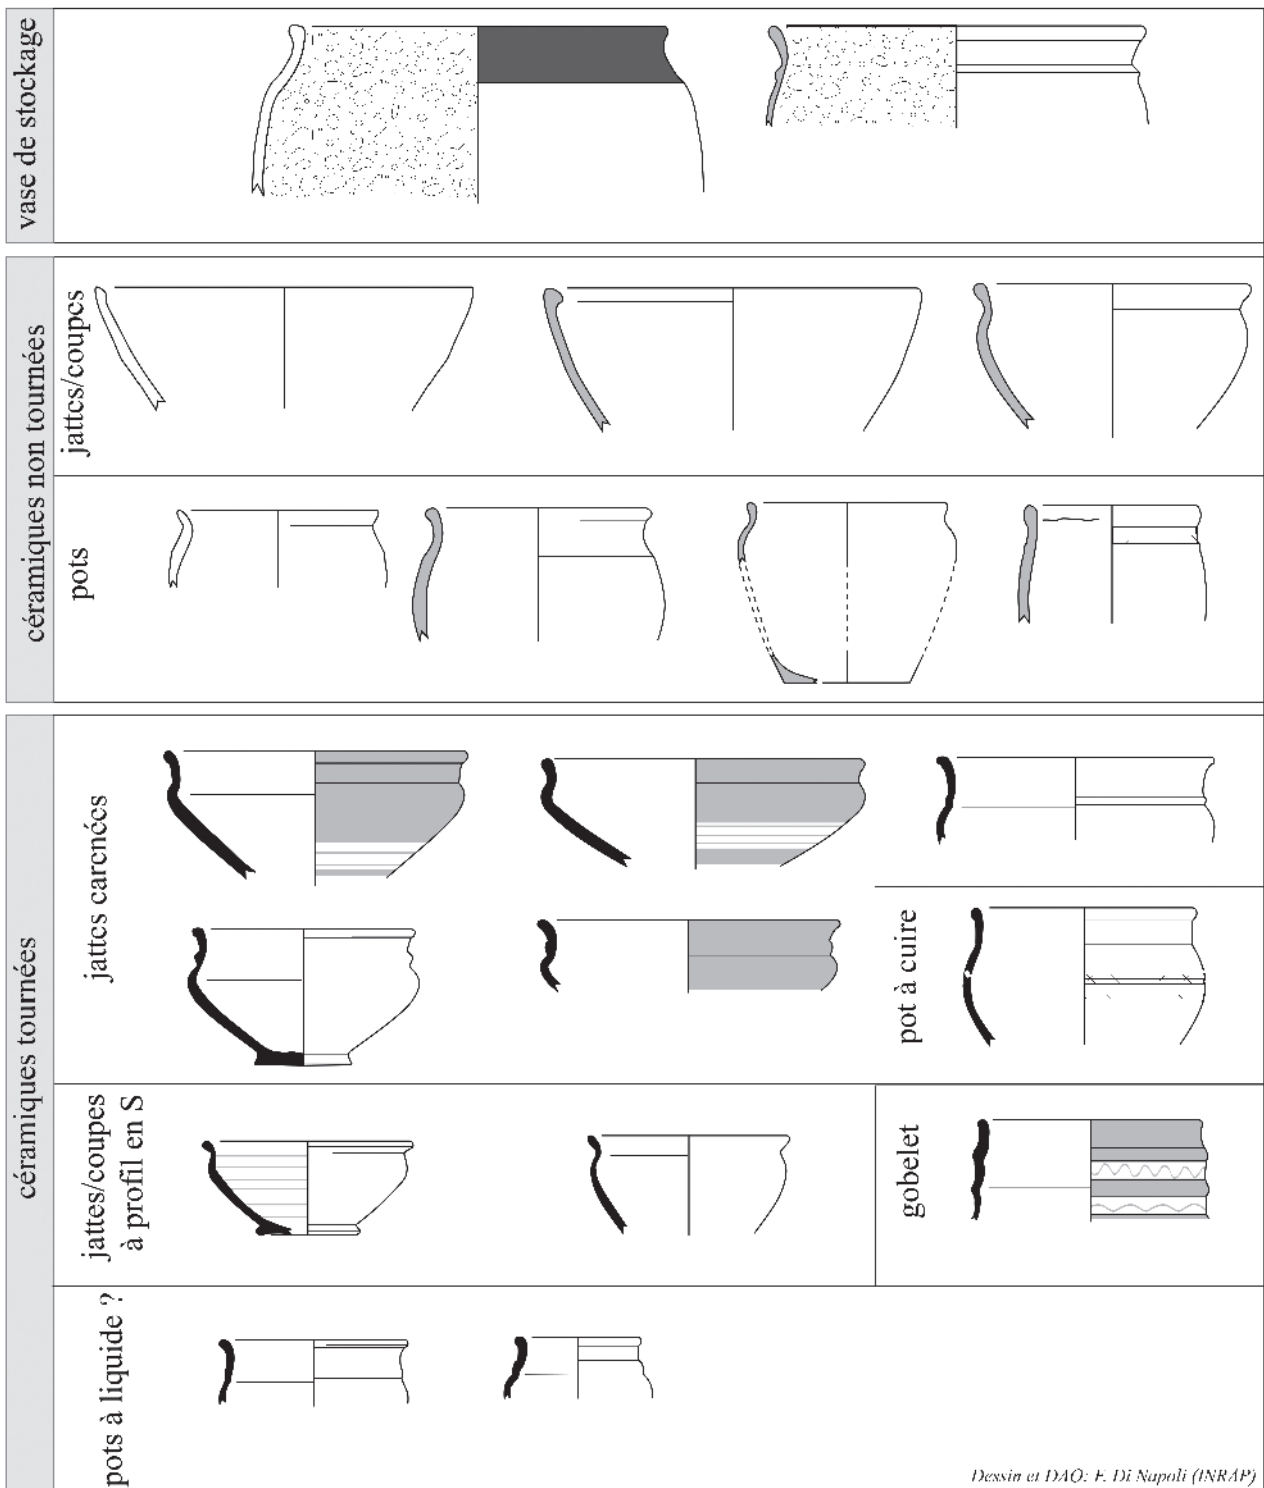 vase de stockage
céramiques non tournées
jattes/coupes
pots
céramiques tournées
jattes carenées
pot à cuire
jattes/coupes
à profil en S
gobelet
pots à liquide ?
Dessin et DAO: F. Di Napoli (INRAP)